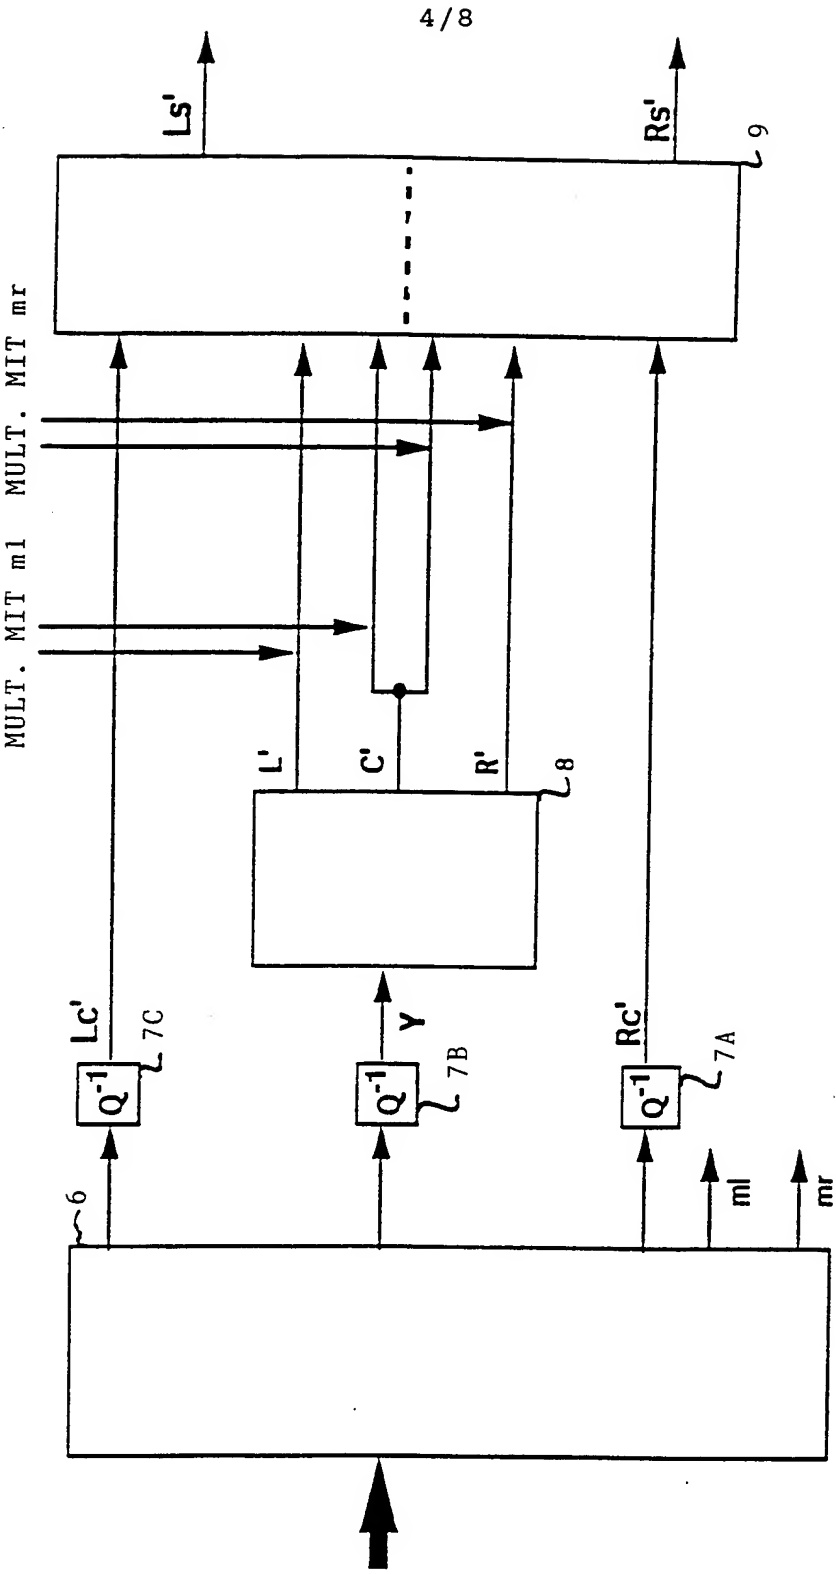 4/8
MULT. MIT ml MULT. MIT mr
Ls'
Rs'
9
L'
C'
R'
8
Lc'
7C
Y
7B
Rc'
7A
Q⁻¹
Q⁻¹
Q⁻¹
6
ml
mr